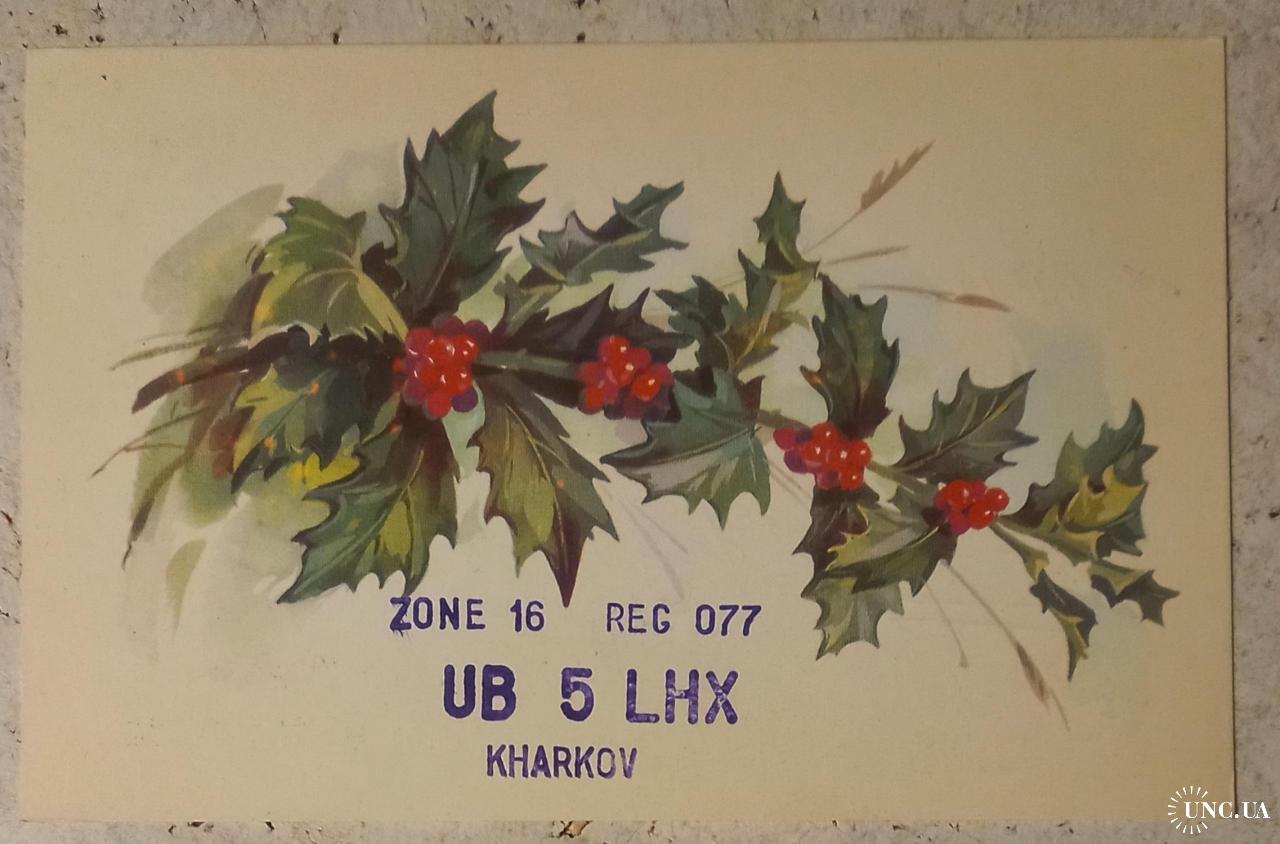 ZONE 16 REG 077
UB 5 LHX
KHARKOV
UNC.UA